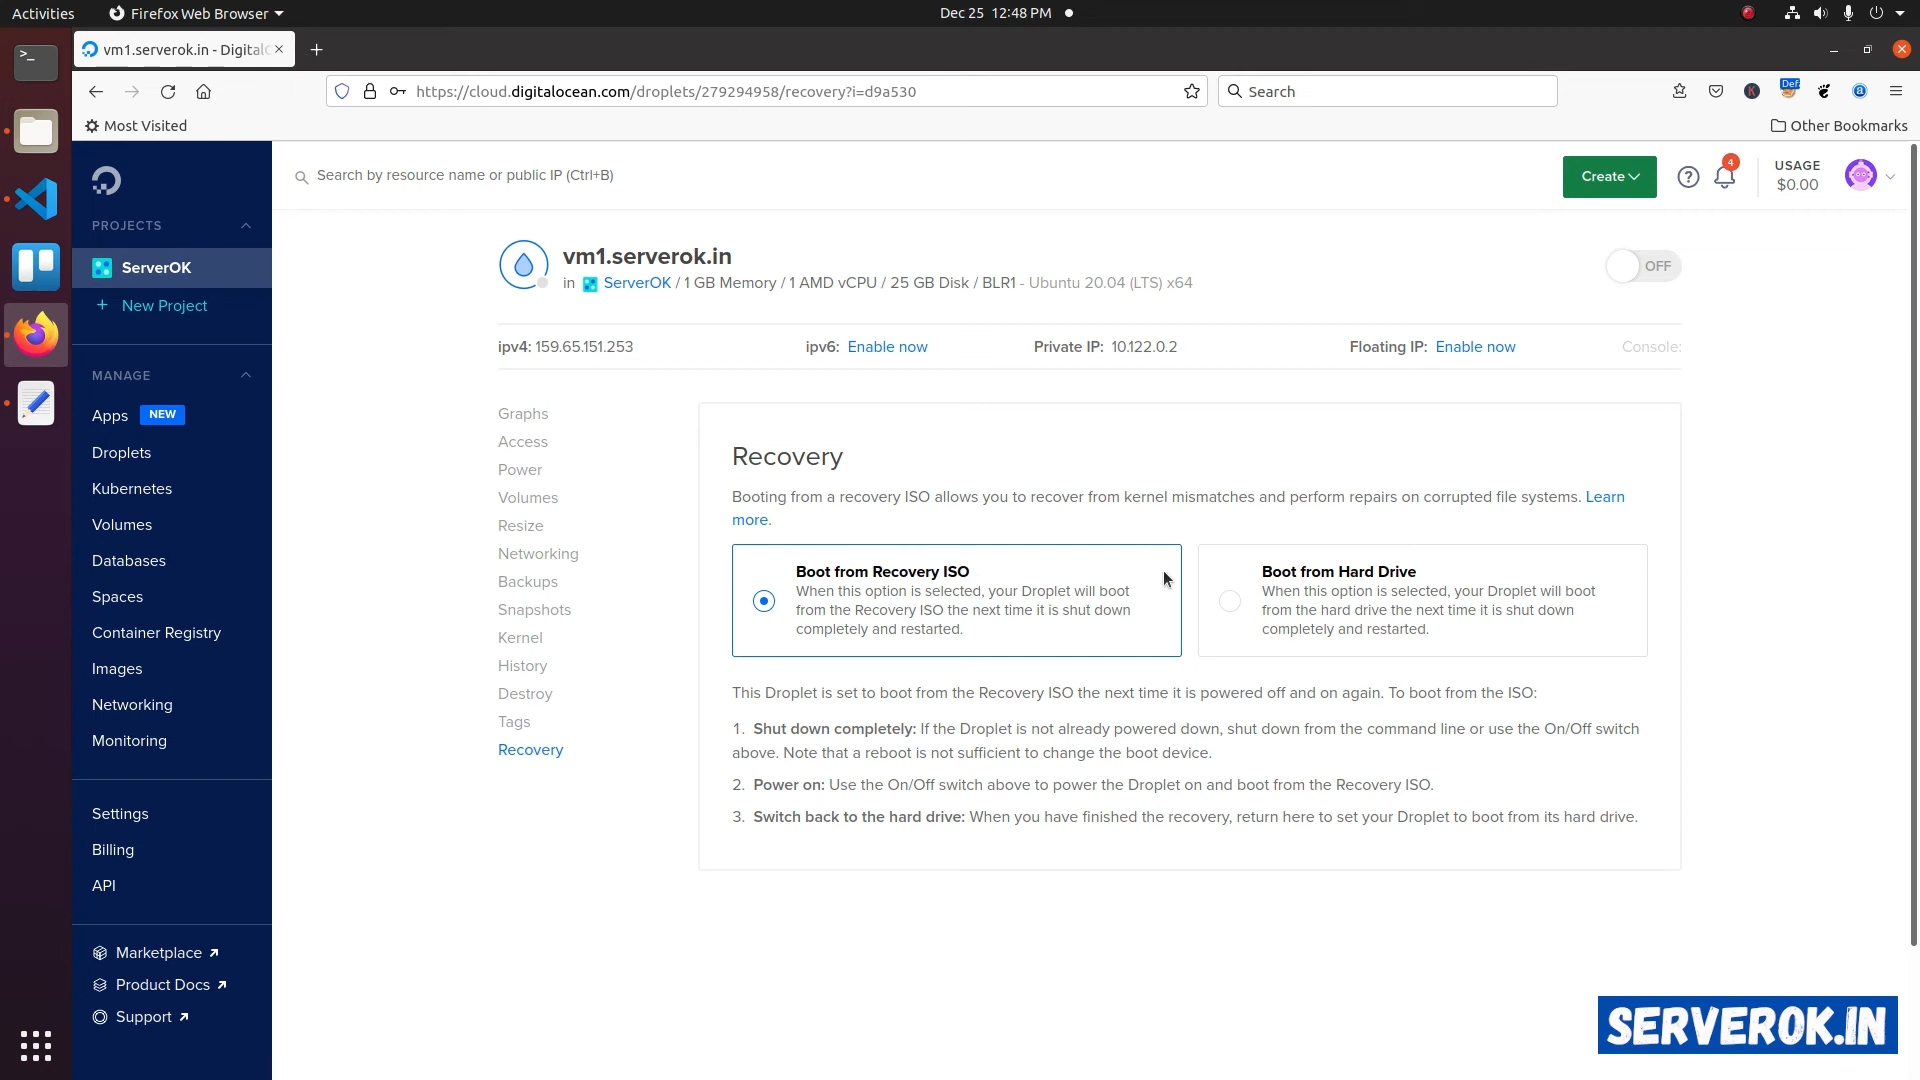 Activities
Firefox Web Browser
Dec 25 12:48 PM
vm1.serverok.in - Digital
https://cloud.digitalocean.com/droplets/279294958/recovery?i=d9a530
Search
Def
Most Visited
Other Bookmarks
Search by resource name or public IP (Ctrl+B)
Create
4
USAGE
$0.00
PROJECTS
ServerOK
+ New Project
MANAGE
Apps NEW
Droplets
Kubernetes
Volumes
Databases
Spaces
Container Registry
Images
Networking
Monitoring
Settings
Billing
API
Marketplace
Product Docs
Support
vm1.serverok.in
in ServerOK / 1 GB Memory / 1 AMD vCPU / 25 GB Disk / BLR1 - Ubuntu 20.04 (LTS) x64
OFF
ipv4: 159.65.151.253
ipv6: Enable now
Private IP: 10.122.0.2
Floating IP: Enable now
Console:
Graphs
Access
Power
Volumes
Resize
Networking
Backups
Snapshots
Kernel
History
Destroy
Tags
Recovery
Recovery
Booting from a recovery ISO allows you to recover from kernel mismatches and perform repairs on corrupted file systems. Learn
more.
Boot from Recovery ISO
When this option is selected, your Droplet will boot
from the Recovery ISO the next time it is shut down
completely and restarted.
Boot from Hard Drive
When this option is selected, your Droplet will boot
from the hard drive the next time it is shut down
completely and restarted.
This Droplet is set to boot from the Recovery ISO the next time it is powered off and on again. To boot from the ISO:
1. Shut down completely: If the Droplet is not already powered down, shut down from the command line or use the On/Off switch
above. Note that a reboot is not sufficient to change the boot device.
2. Power on: Use the On/Off switch above to power the Droplet on and boot from the Recovery ISO.
3. Switch back to the hard drive: When you have finished the recovery, return here to set your Droplet to boot from its hard drive.
SERVEROK.IN